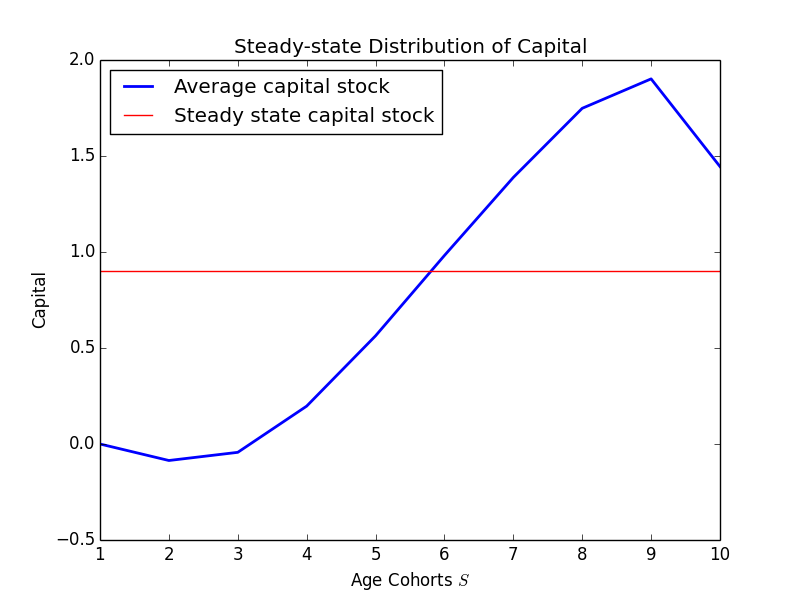 Steady-state Distribution of Capital
Average capital stock
Steady state capital stock
2.0
1.5
1.0
0.5
0.0
−0.5
Capital
1 2 3 4 5 6 7 8 9 10
Age Cohorts S